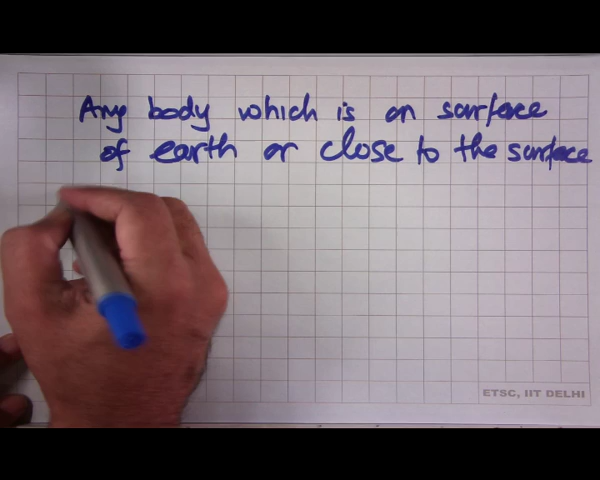 Any body which is on surface
of earth or close to the surface
ETSC, IIT DELHI